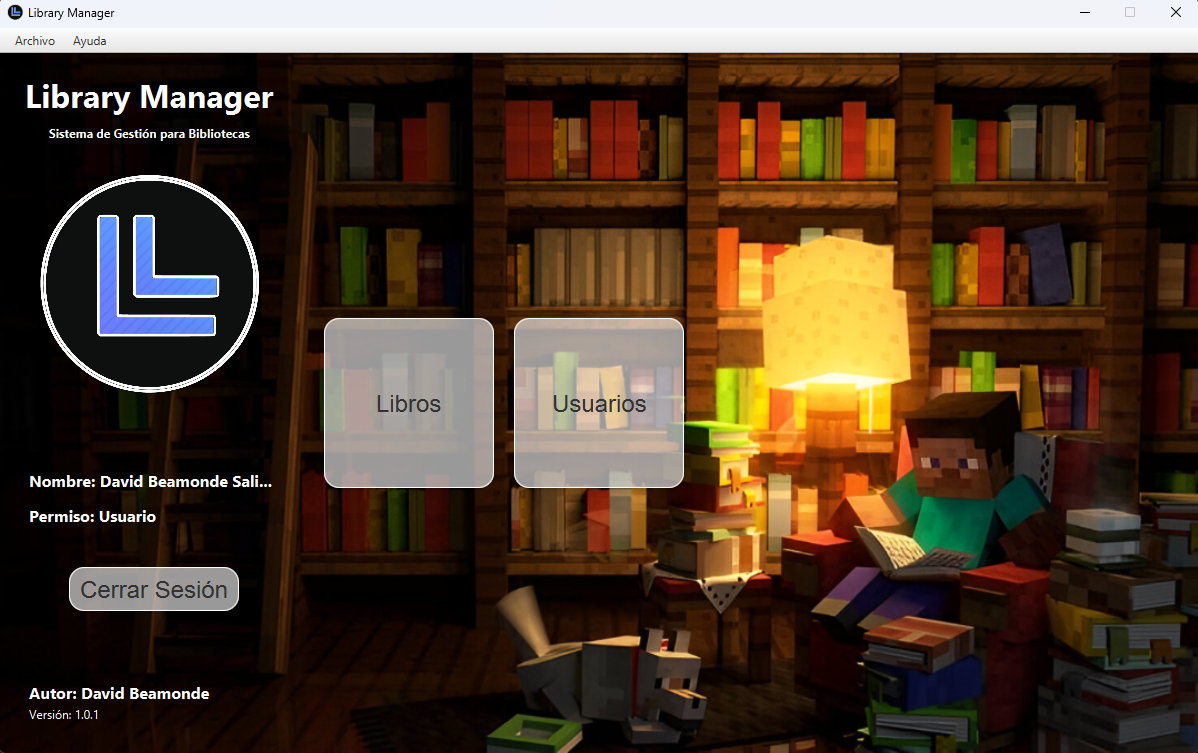 Library Manager
Archivo Ayuda
Library Manager
Sistema de Gestión para Bibliotecas
Libros
Usuarios
Nombre: David Beamonde Sali...
Permiso: Usuario
Cerrar Sesión
Autor: David Beamonde
Versión: 1.0.1